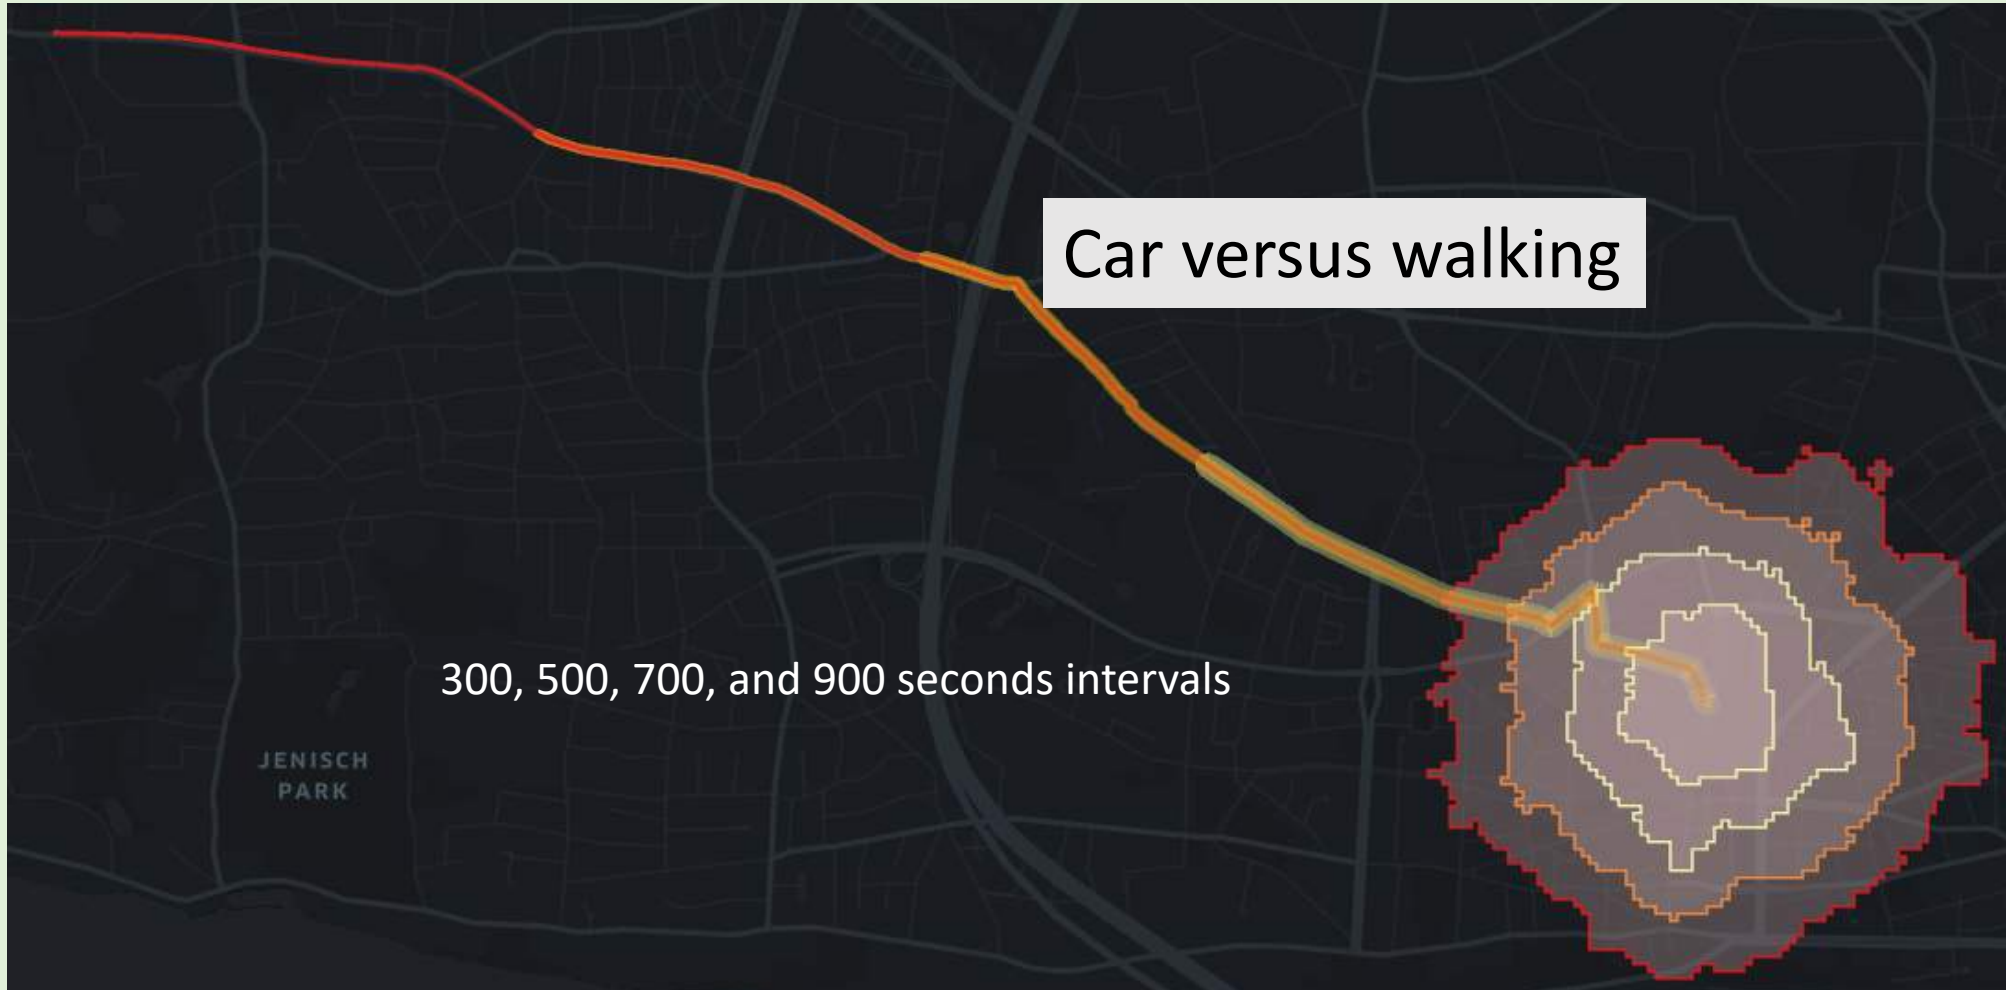 Car versus walking
300, 500, 700, and 900 seconds intervals
JENISCH
PARK